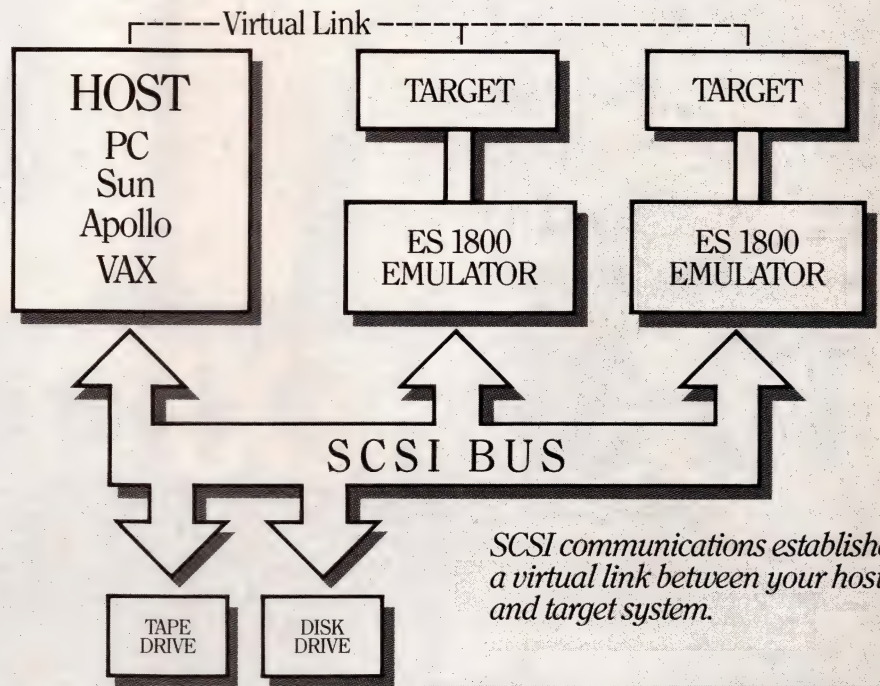 Virtual Link
HOST
PC
Sun
Apollo
VAX
TARGET
TARGET
ES 1800
EMULATOR
ES 1800
EMULATOR
SCSI BUS
TAPE
DRIVE
DISK
DRIVE
SCSI communications establishe
a virtual link between your host
and target system.